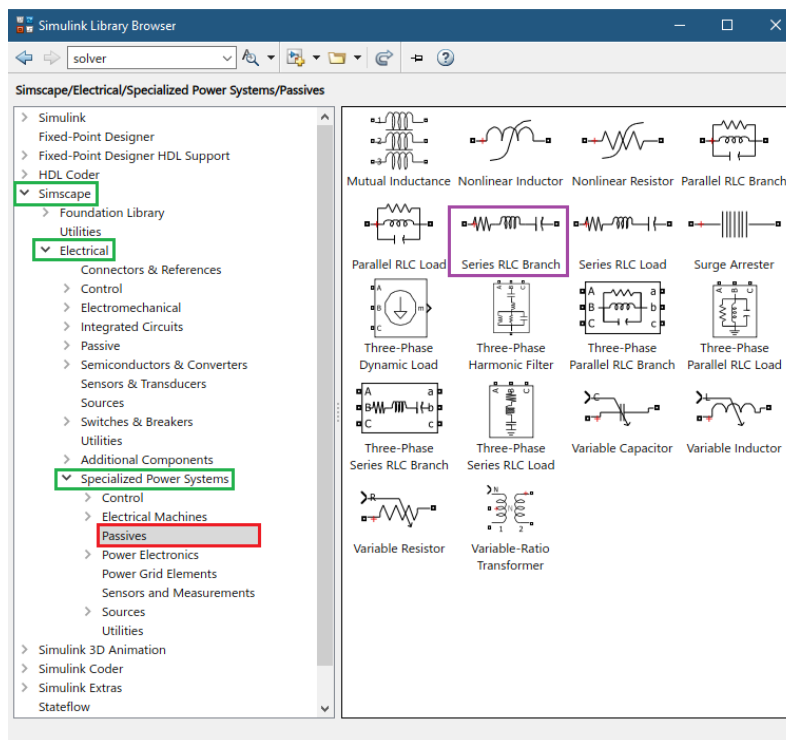 Simulink Library Browser
solver
Simscape/Electrical/Specialized Power Systems/Passives
Simulink
Fixed-Point Designer
Fixed-Point Designer HDL Support
HDL Coder
Simscape
Foundation Library
Utilities
Electrical
Connectors & References
Control
Electromechanical
Integrated Circuits
Passive
Semiconductors & Converters
Sensors & Transducers
Sources
Switches & Breakers
Utilities
Additional Components
Specialized Power Systems
Control
Electrical Machines
Passives
Power Electronics
Power Grid Elements
Sensors and Measurements
Sources
Utilities
Simulink 3D Animation
Simulink Coder
Simulink Extras
Stateflow
1
2
3
Mutual Inductance
Nonlinear Inductor
Nonlinear Resistor
Parallel RLC Branch
Parallel RLC Load
Series RLC Branch
Series RLC Load
Surge Arrester
A
B
C
m
Three-Phase
Dynamic Load
A B C
Three-Phase
Harmonic Filter
A a
B b
C c
Three-Phase
Parallel RLC Branch
A B C
Three-Phase
Parallel RLC Load
A a
B b
C c
Three-Phase
Series RLC Branch
A B C
Three-Phase
Series RLC Load
C
Variable Capacitor
L
Variable Inductor
R
Variable Resistor
N
N
1 2
Variable-Ratio
Transformer